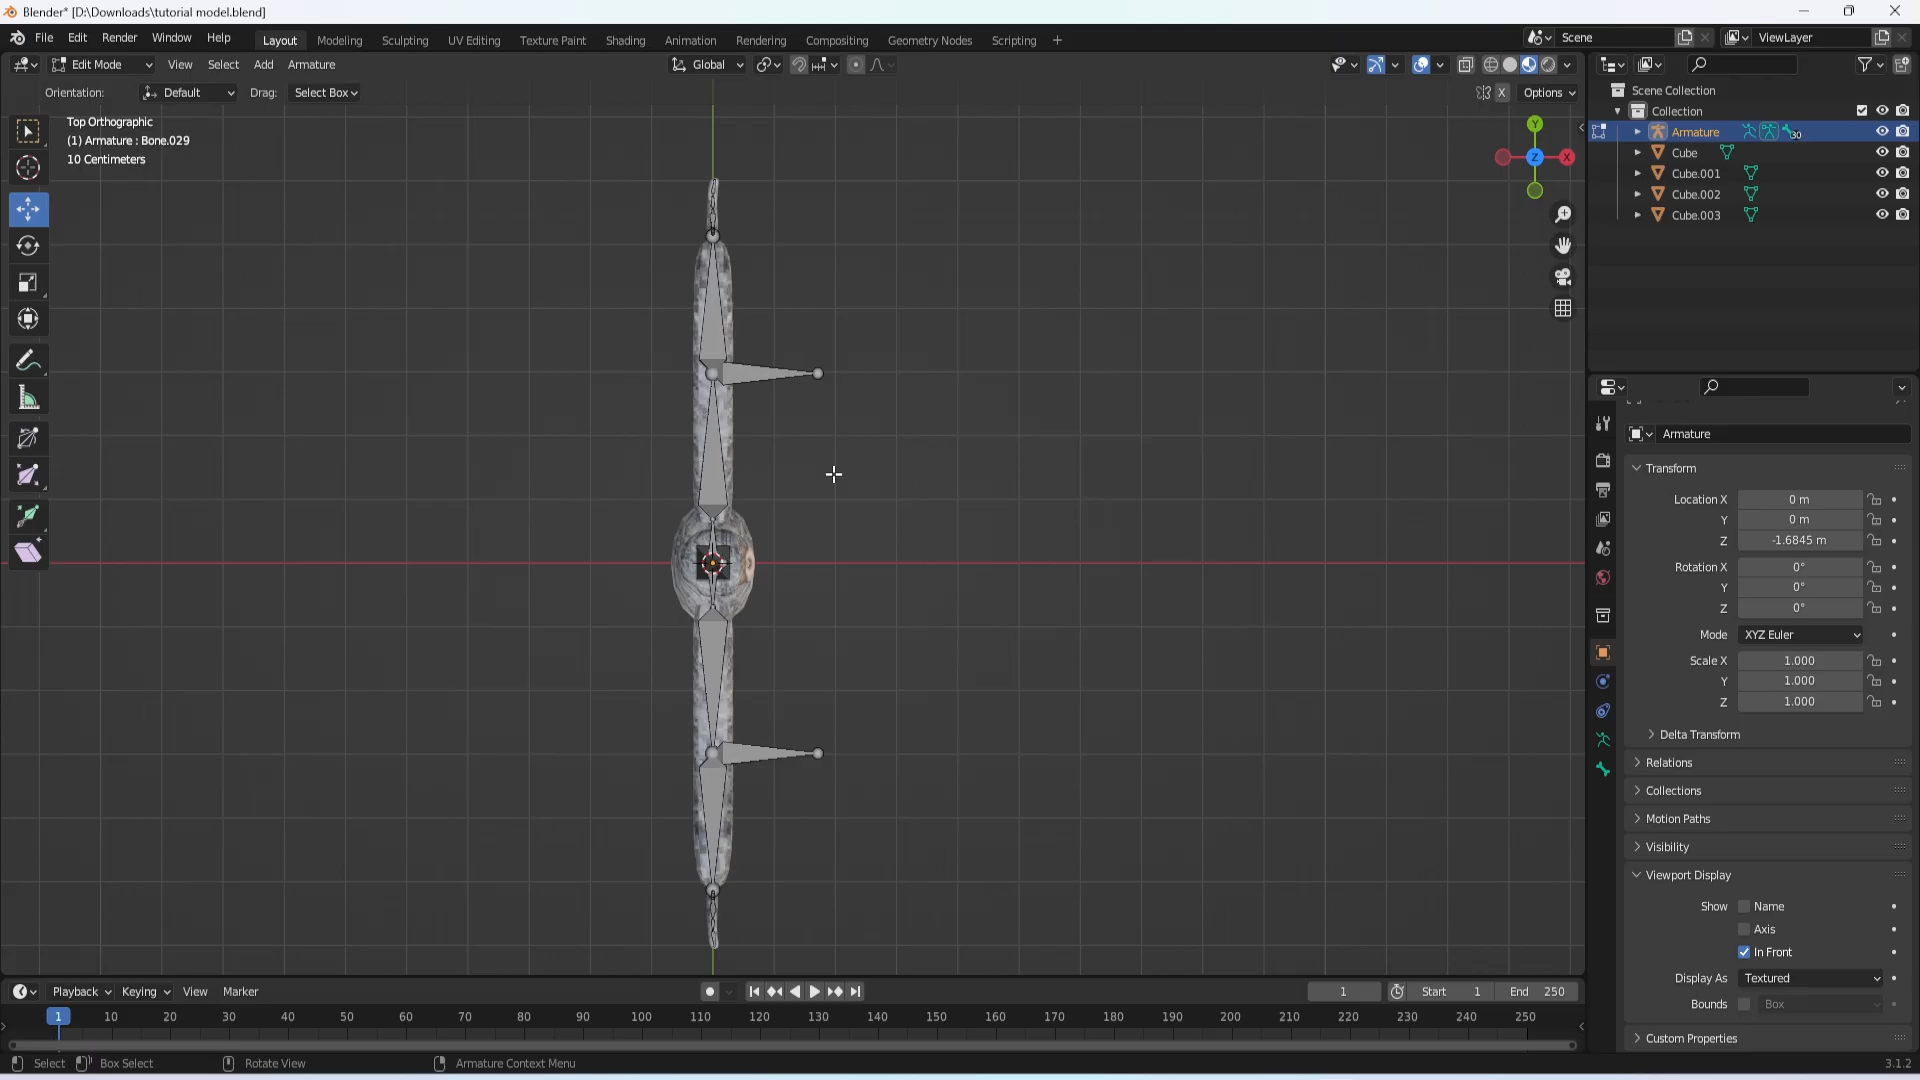 Blender* [D:\Downloads\tutorial model.blend]
File Edit Render Window Help
Layout Modeling Sculpting UV Editing Texture Paint Shading Animation Rendering Compositing Geometry Nodes Scripting +
Scene
ViewLayer
Edit Mode View Select Add Armature
Global
Orientation: Default Drag: Select Box
X Options
Top Orthographic
(1) Armature : Bone.029
10 Centimeters
Y
Z
X
Scene Collection
Collection
Armature 30
Cube
Cube.001
Cube.002
Cube.003
Armature
Transform
Location X 0 m
Y 0 m
Z -1.6845 m
Rotation X 0°
Y 0°
Z 0°
Mode XYZ Euler
Scale X 1.000
Y 1.000
Z 1.000
Delta Transform
Relations
Collections
Motion Paths
Visibility
Viewport Display
Show Name
Axis
In Front
Display As Textured
Bounds Box
Custom Properties
Playback Keying View Marker
1 Start 1 End 250
1 10 20 30 40 50 60 70 80 90 100 110 120 130 140 150 160 170 180 190 200 210 220 230 240 250
Select Box Select Rotate View Armature Context Menu
3.1.2